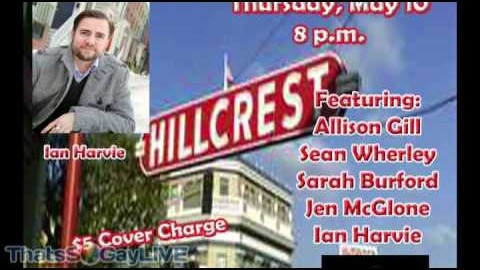 Thursday, May 10
8 p.m.
HILLCREST
Featuring:
Allison Gill
Sean Wherley
Sarah Burford
Jen McGlone
Ian Harvie
Ian Harvie
$5 Cover Charge
ThatsSOGayLIVE